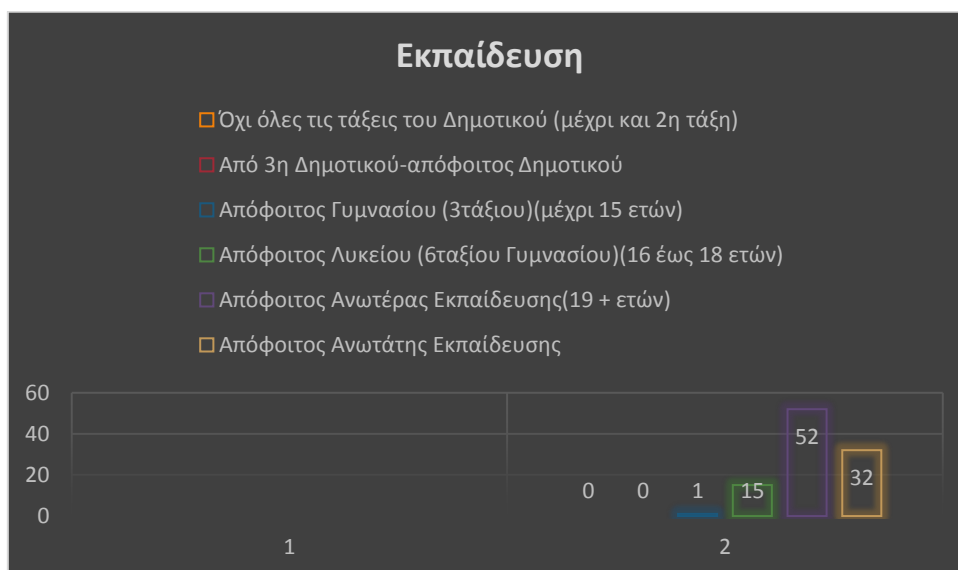 Εκπαίδευση
Όχι όλες τις τάξεις του Δημοτικού (μέχρι και 2η τάξη)
Από 3η Δημοτικού-απόφοιτος Δημοτικού
Απόφοιτος Γυμνασίου (3τάξιου)(μέχρι 15 ετών)
Απόφοιτος Λυκείου (6ταξίου Γυμνασίου)(16 έως 18 ετών)
Απόφοιτος Ανωτέρας Εκπαίδευσης(19 + ετών)
Απόφοιτος Ανωτάτης Εκπαίδευσης
60
40
20
0
0 0 1 15 52 32
1 2